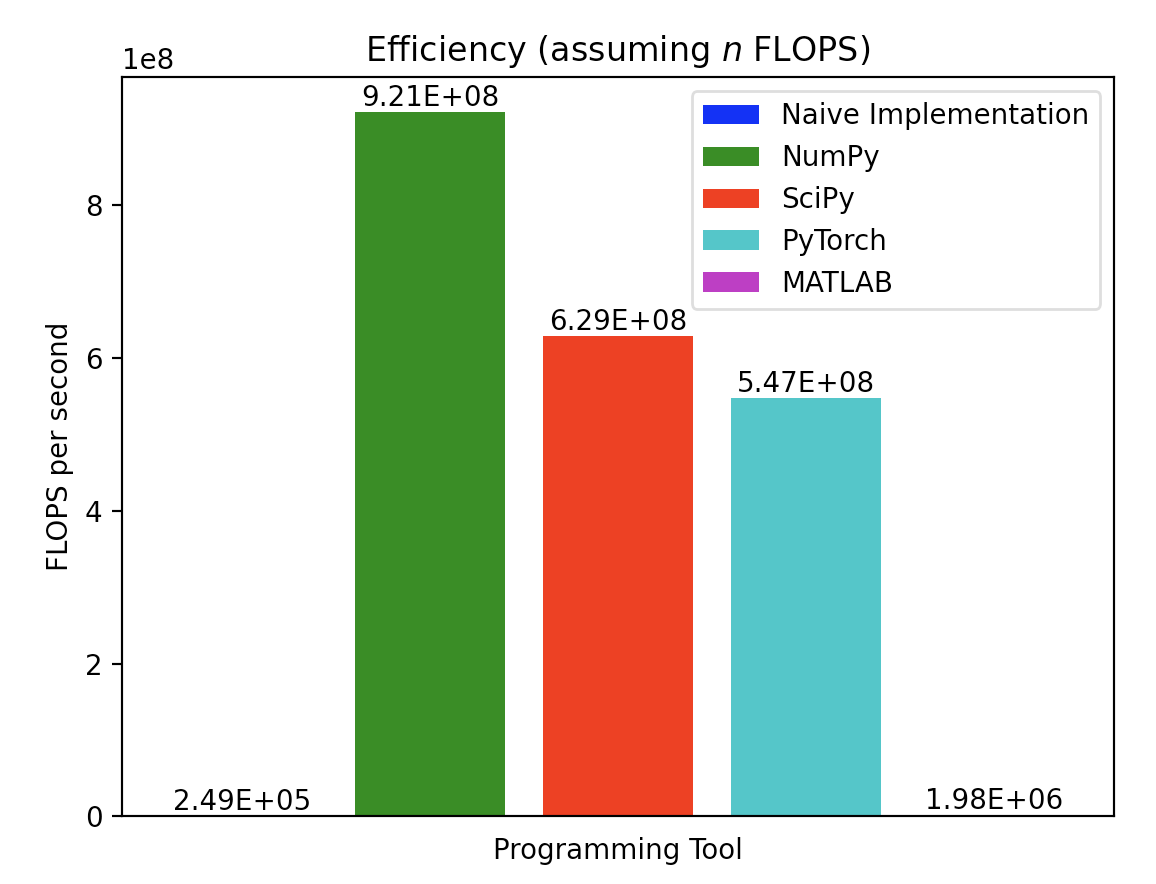 Efficiency (assuming n FLOPS)
1e8
9.21E+08
Naive Implementation
NumPy
SciPy
PyTorch
MATLAB
8
6.29E+08
6
5.47E+08
FLOPS per second
4
2
2.49E+05
1.98E+06
0
Programming Tool